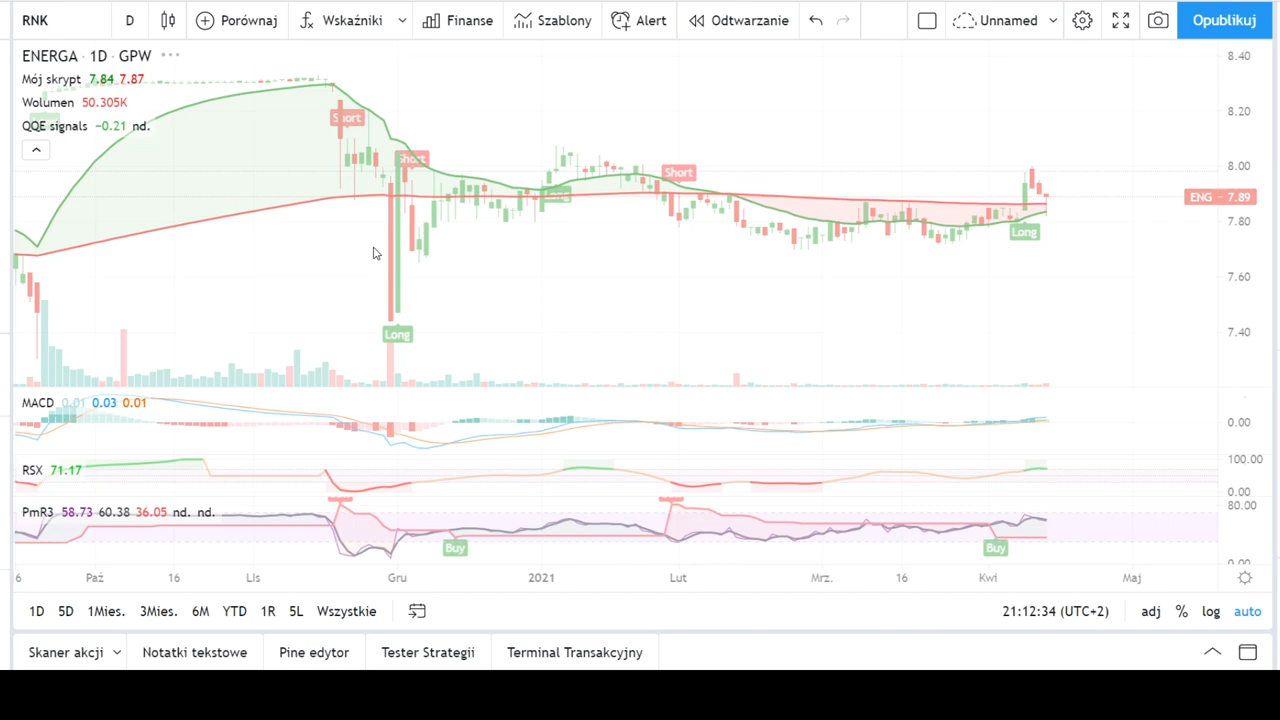 RNK D Porównaj Wskaźniki Finanse Szablony Alert Odtwarzanie Unnamed Opublikuj
ENERGA · 1D · GPW
Mój skrypt 7.84 7.87
Wolumen 50.305K
QQE signals −0.21 nd.
8.40
8.20
8.00
ENG − 7.89
7.80
7.60
7.40
Short
Short
Short
Long
Long
MACD 0.01 0.03 0.01
0.00
RSX 71.17
100.00
0.00
PmR3 58.73 60.38 36.05 nd. nd.
80.00
Buy
Buy
0.00
6 Paź 16 Lis Gru 2021 Lut Mrz. 16 Kwi Maj
1D 5D 1Mies. 3Mies. 6M YTD 1R 5L Wszystkie 21:12:34 (UTC+2) adj % log auto
Skaner akcji Notatki tekstowe Pine edytor Tester Strategii Terminal Transakcyjny